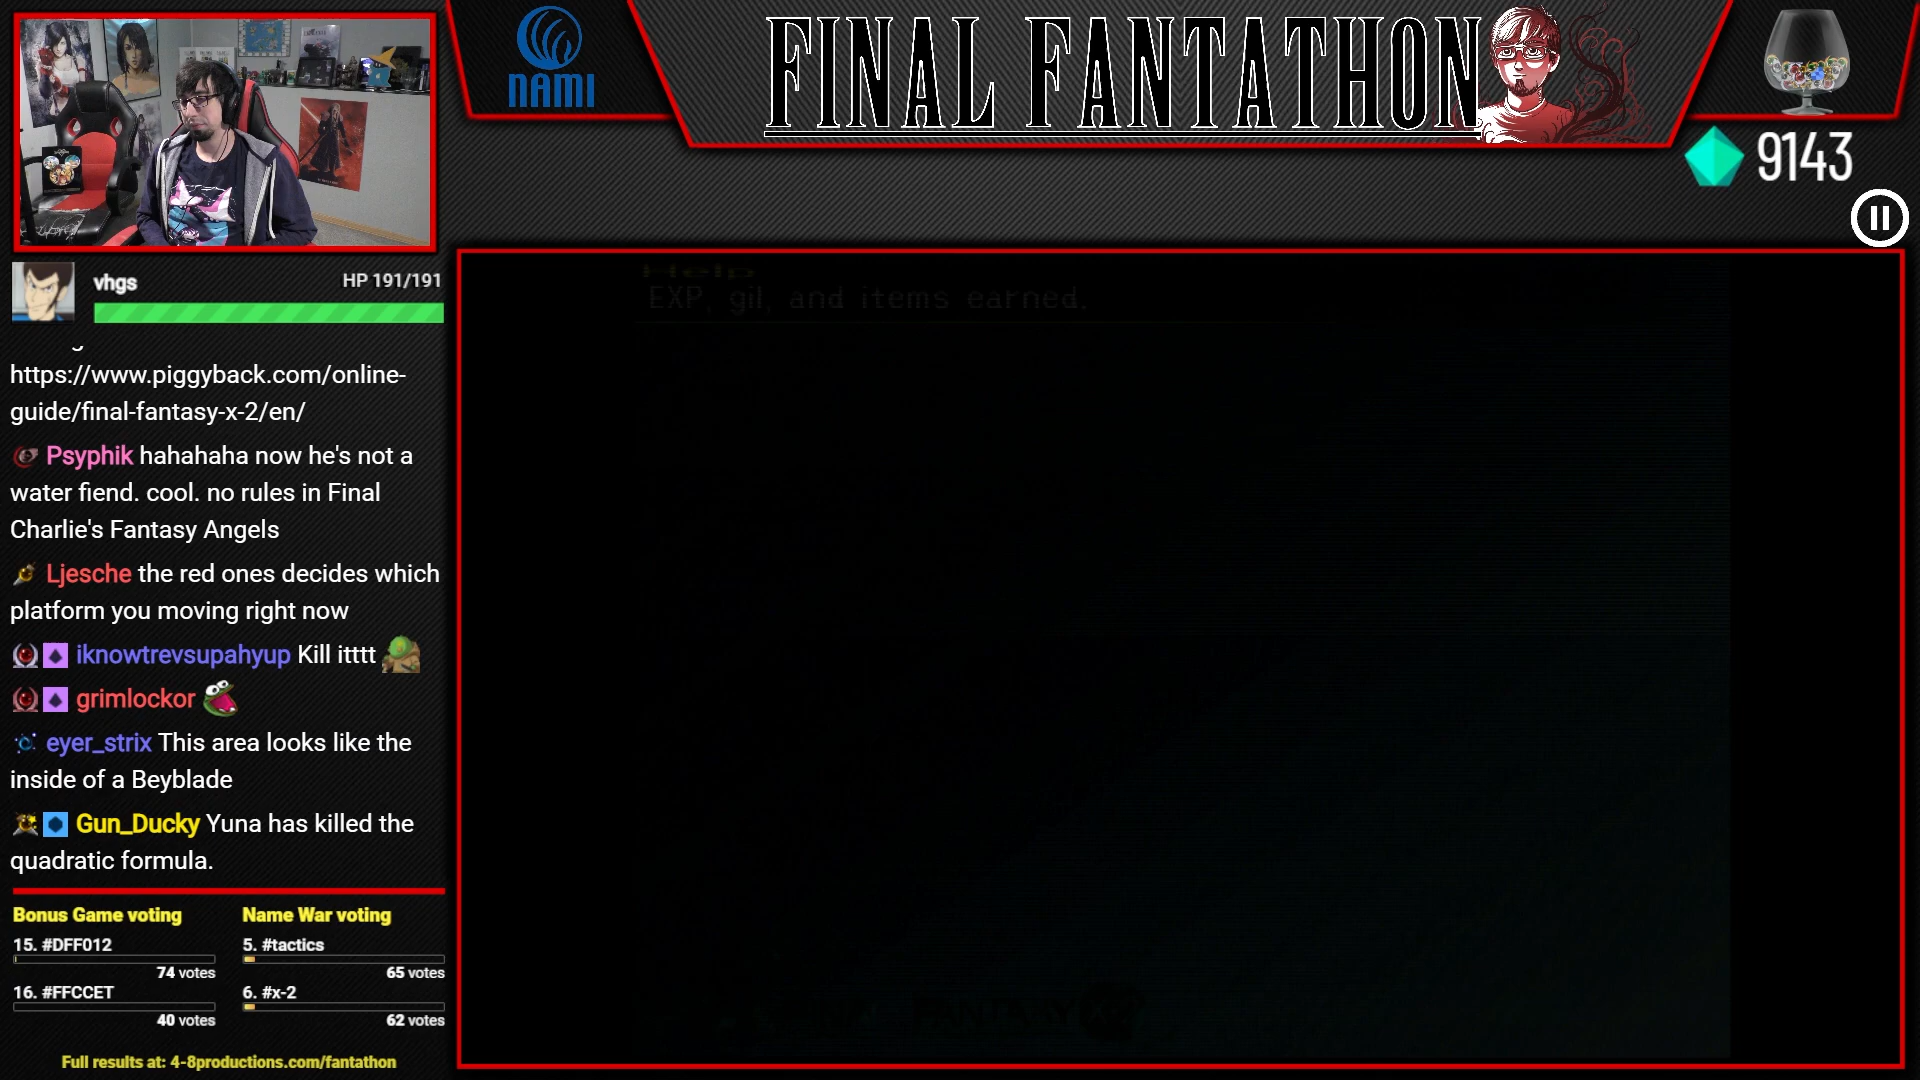 NAMI
FINAL FANTATHON
9143
vhgs
HP 191/191
Help
EXP, gil, and items earned.
https://www.piggyback.com/online-
guide/final-fantasy-x-2/en/
Psyphik hahahaha now he's not a
water fiend. cool. no rules in Final
Charlie's Fantasy Angels
Ljesche the red ones decides which
platform you moving right now
iknowtrevsupahyup Kill itttt
grimlockor
eyer_strix This area looks like the
inside of a Beyblade
Gun_Ducky Yuna has killed the
quadratic formula.
Bonus Game voting
15. #DFF012
74 votes
16. #FFCCET
40 votes
Name War voting
5. #tactics
65 votes
6. #x-2
62 votes
Full results at: 4-8productions.com/fantathon